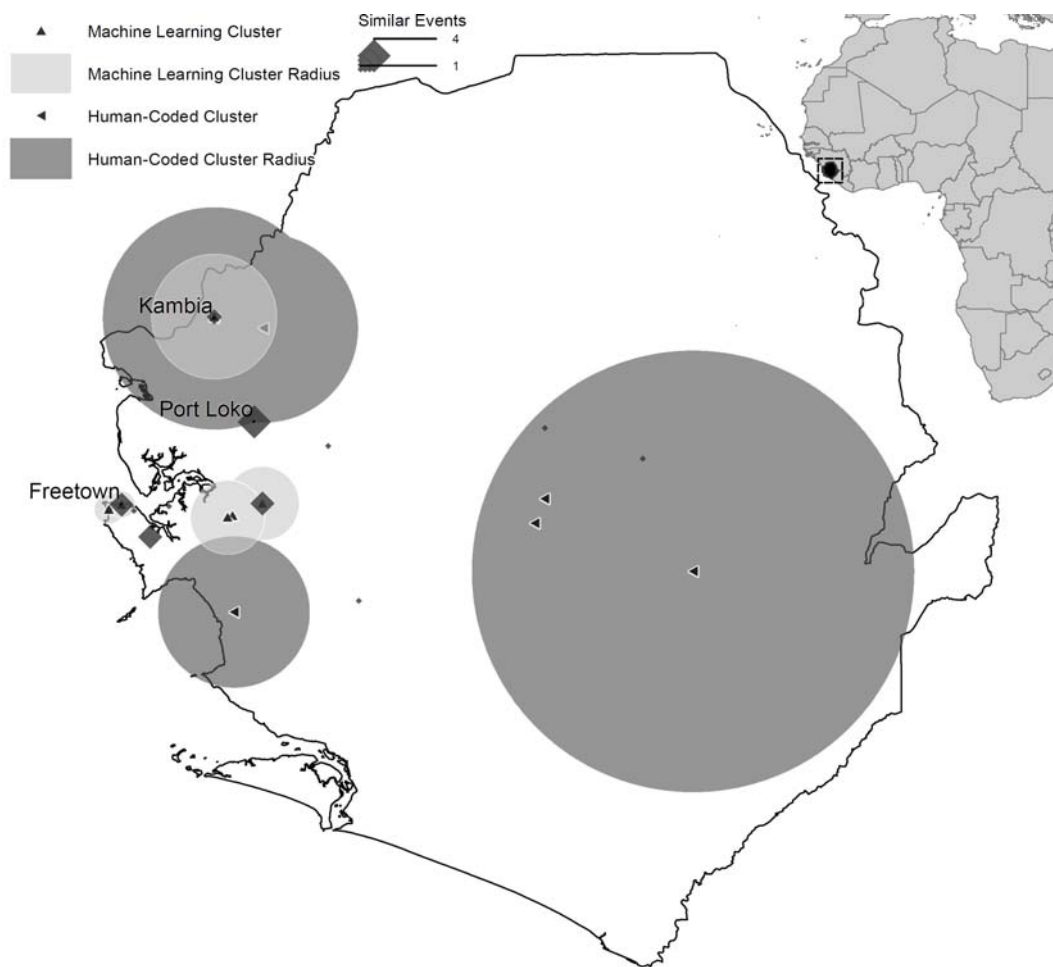 Machine Learning Cluster
Machine Learning Cluster Radius
Human-Coded Cluster
Human-Coded Cluster Radius
Similar Events
4
1
Kambia
Port Loko
Freetown